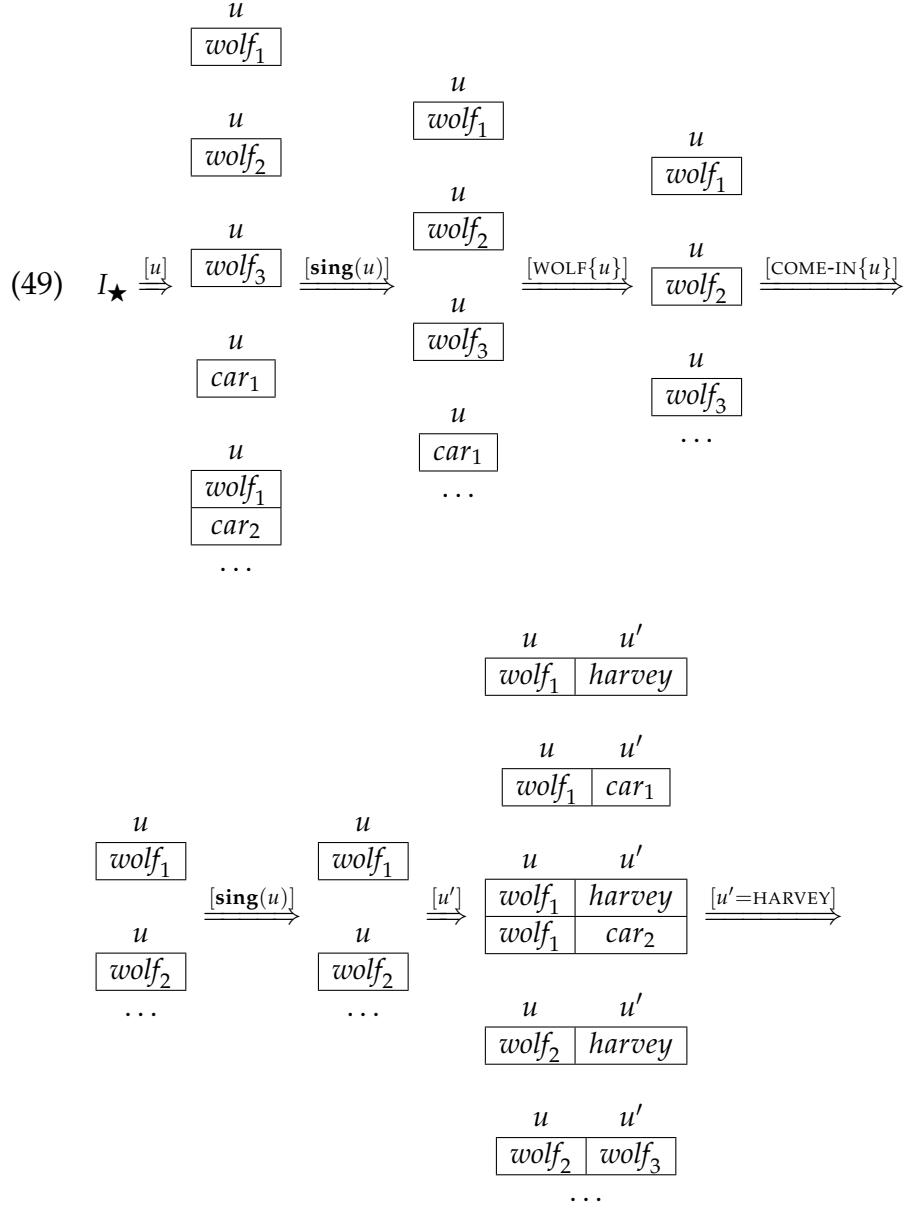 (49) I★
[u]
u
wolf₁
u
wolf₂
u
wolf₃
u
car₁
u
wolf₁
car₂
. . .
[sing(u)]
u
wolf₁
u
wolf₂
u
wolf₃
u
car₁
. . .
[WOLF{u}]
u
wolf₁
u
wolf₂
u
wolf₃
. . .
[COME-IN{u}]
u
wolf₁
u
wolf₂
. . .
[sing(u)]
u
wolf₁
u
wolf₂
. . .
[u′]
u u′
wolf₁ harvey
u u′
wolf₁ car₁
u u′
wolf₁ harvey
wolf₁ car₂
u u′
wolf₂ harvey
u u′
wolf₂ wolf₃
. . .
[u′=HARVEY]